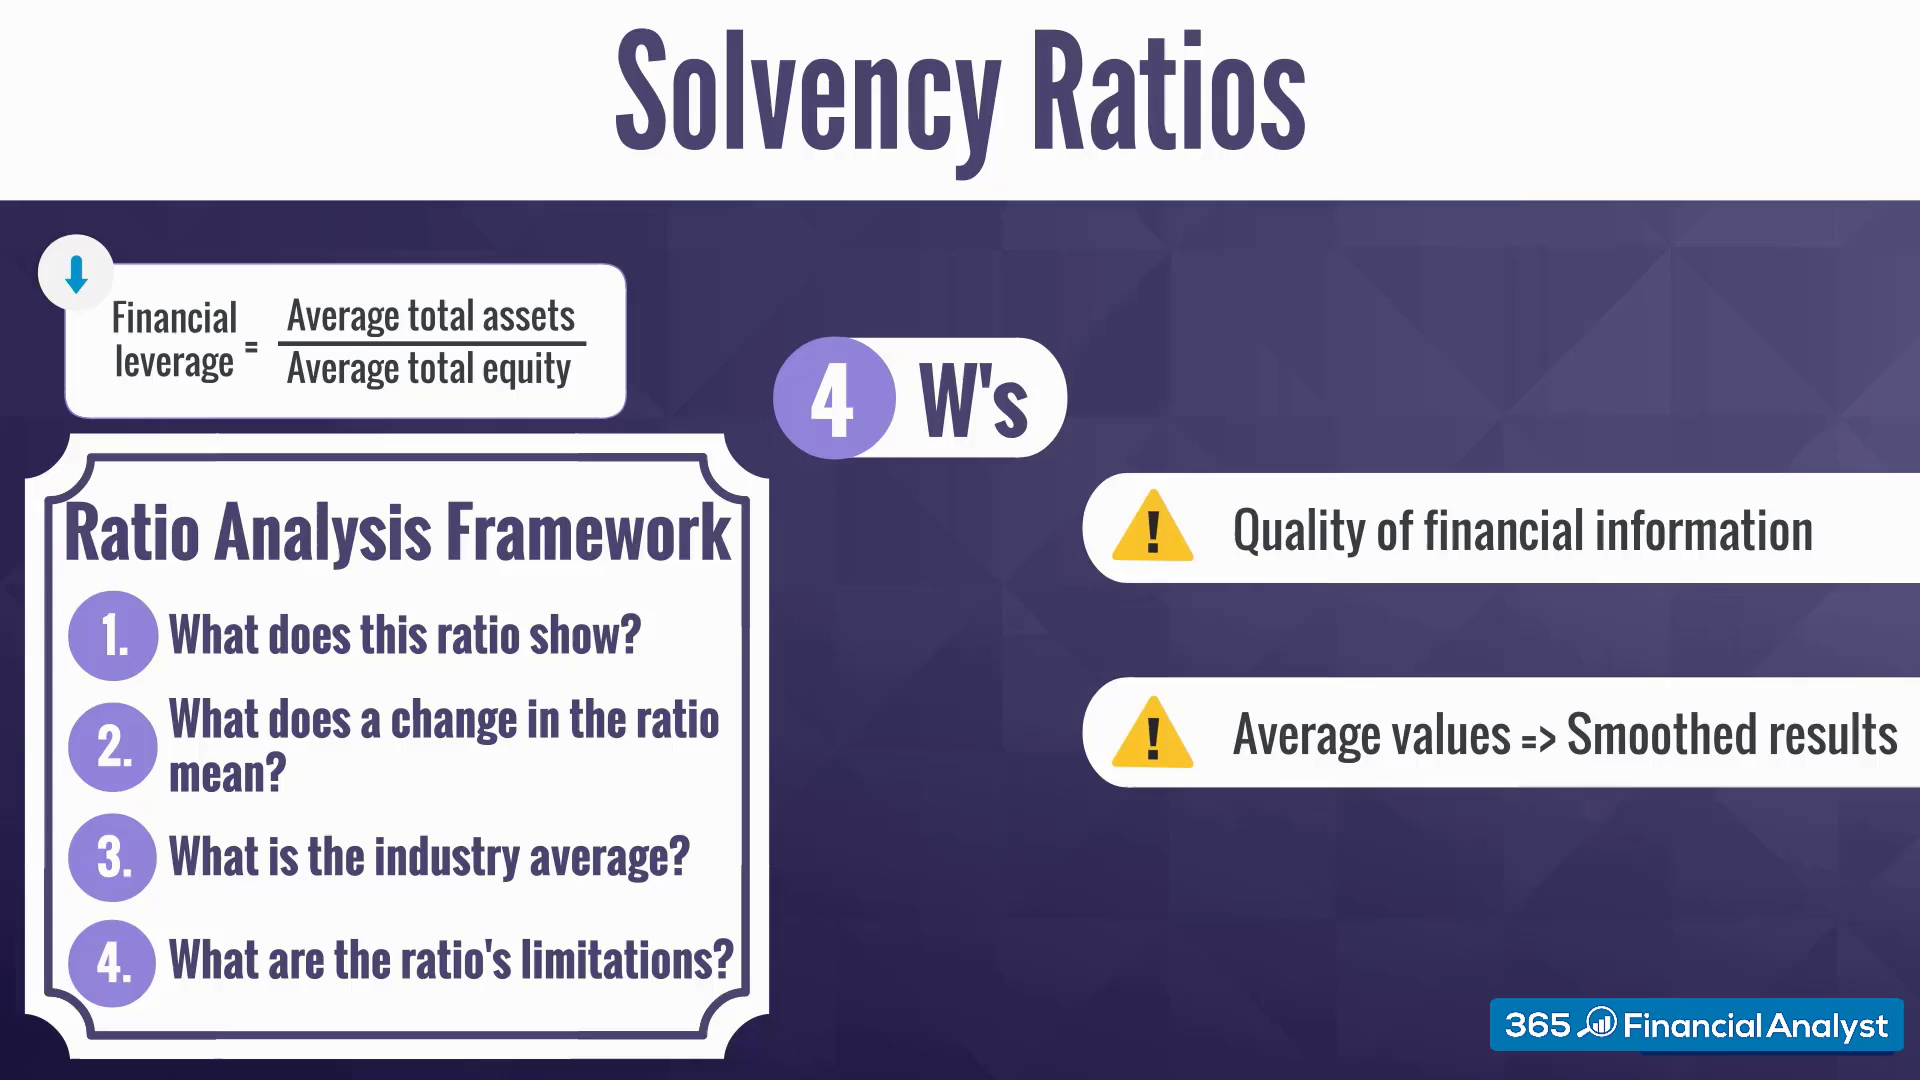 Solvency Ratios
Financial
leverage
=
Average total assets
Average total equity
4 W's
Ratio Analysis Framework
1. What does this ratio show?
2. What does a change in the ratio
mean?
3. What is the industry average?
4. What are the ratio's limitations?
! Quality of financial information
! Average values => Smoothed results
365 Financial Analyst